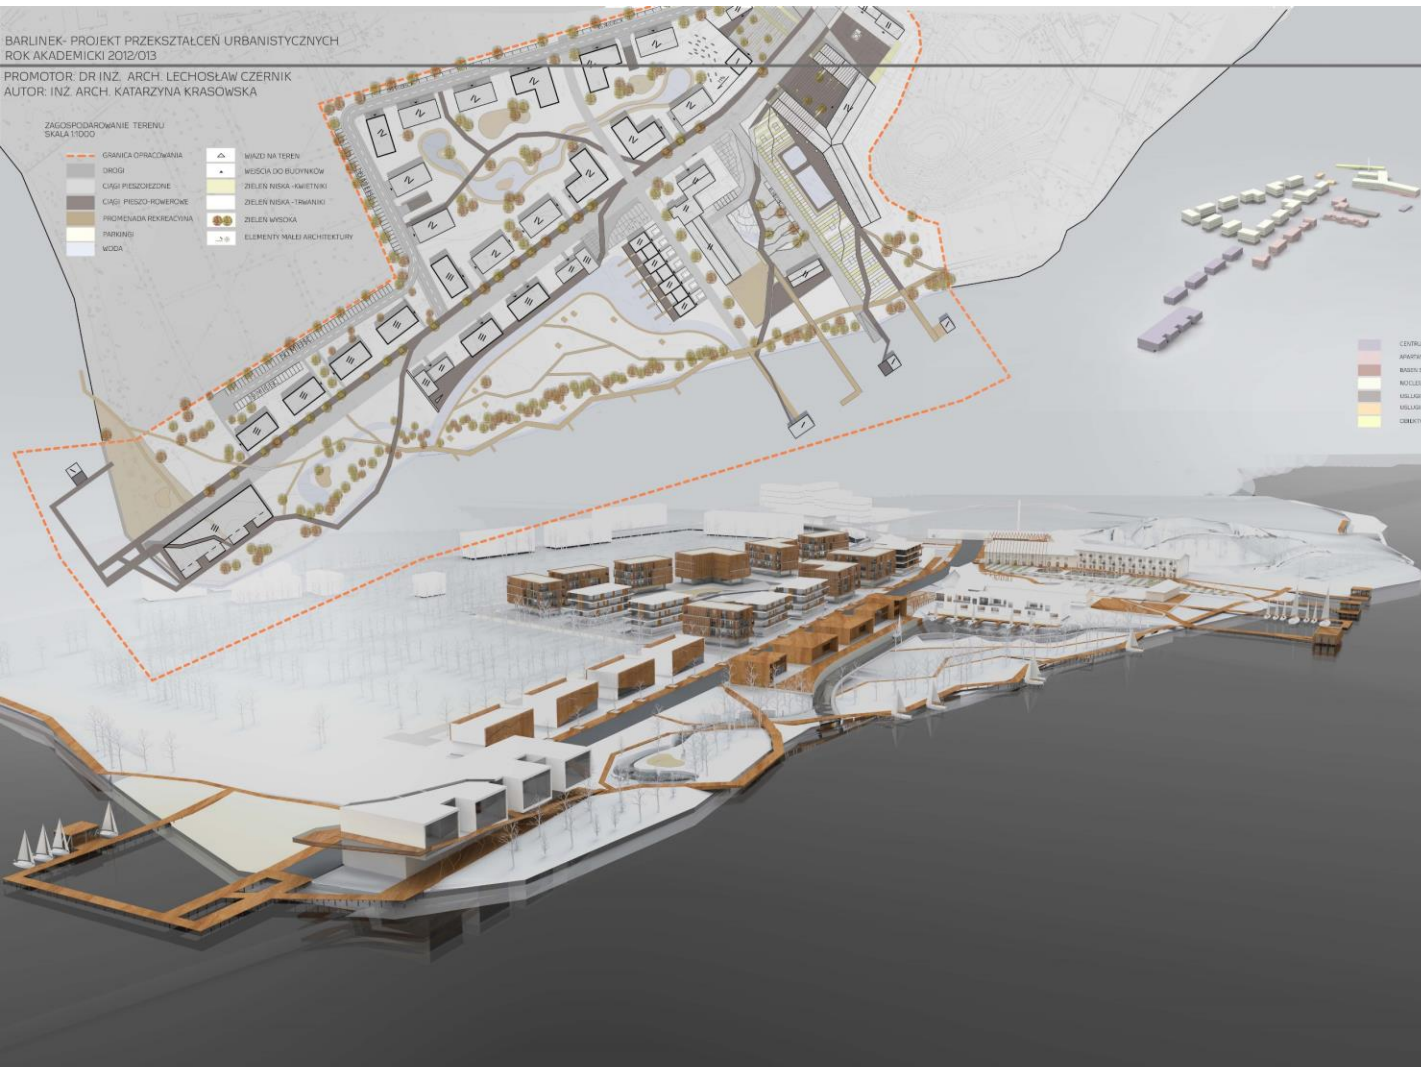 BARLINEK- PROJEKT PRZEKSZTAŁCEŃ URBANISTYCZNYCH
ROK AKADEMICKI 2012/013
PROMOTOR: DR INŻ. ARCH. LECHOSŁAW CZERNIK
AUTOR: INŻ. ARCH. KATARZYNA KRASOWSKA
ZAGOSPODAROWANIE TERENU
SKALA 1:1000
GRANICA OPRACOWANIA
DROGI
CIĄGI PIESZOJEZDNE
CIĄGI PIESZO-ROWEROWE
PROMENADA REKREACYJNA
PARKINGI
WODA
WJAZD NA TEREN
WEJŚCIA DO BUDYNKÓW
ZIELEŃ NISKA -KWIETNIKI
ZIELEŃ NISKA -TRAWNIKI
ZIELEŃ WYSOKA
ELEMENTY MAŁEJ ARCHITEKTURY